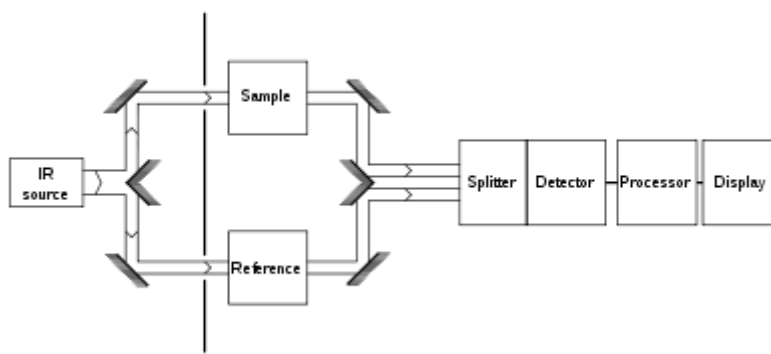 Sample
IR
source
Splitter
Detector
Processor
Display
Reference